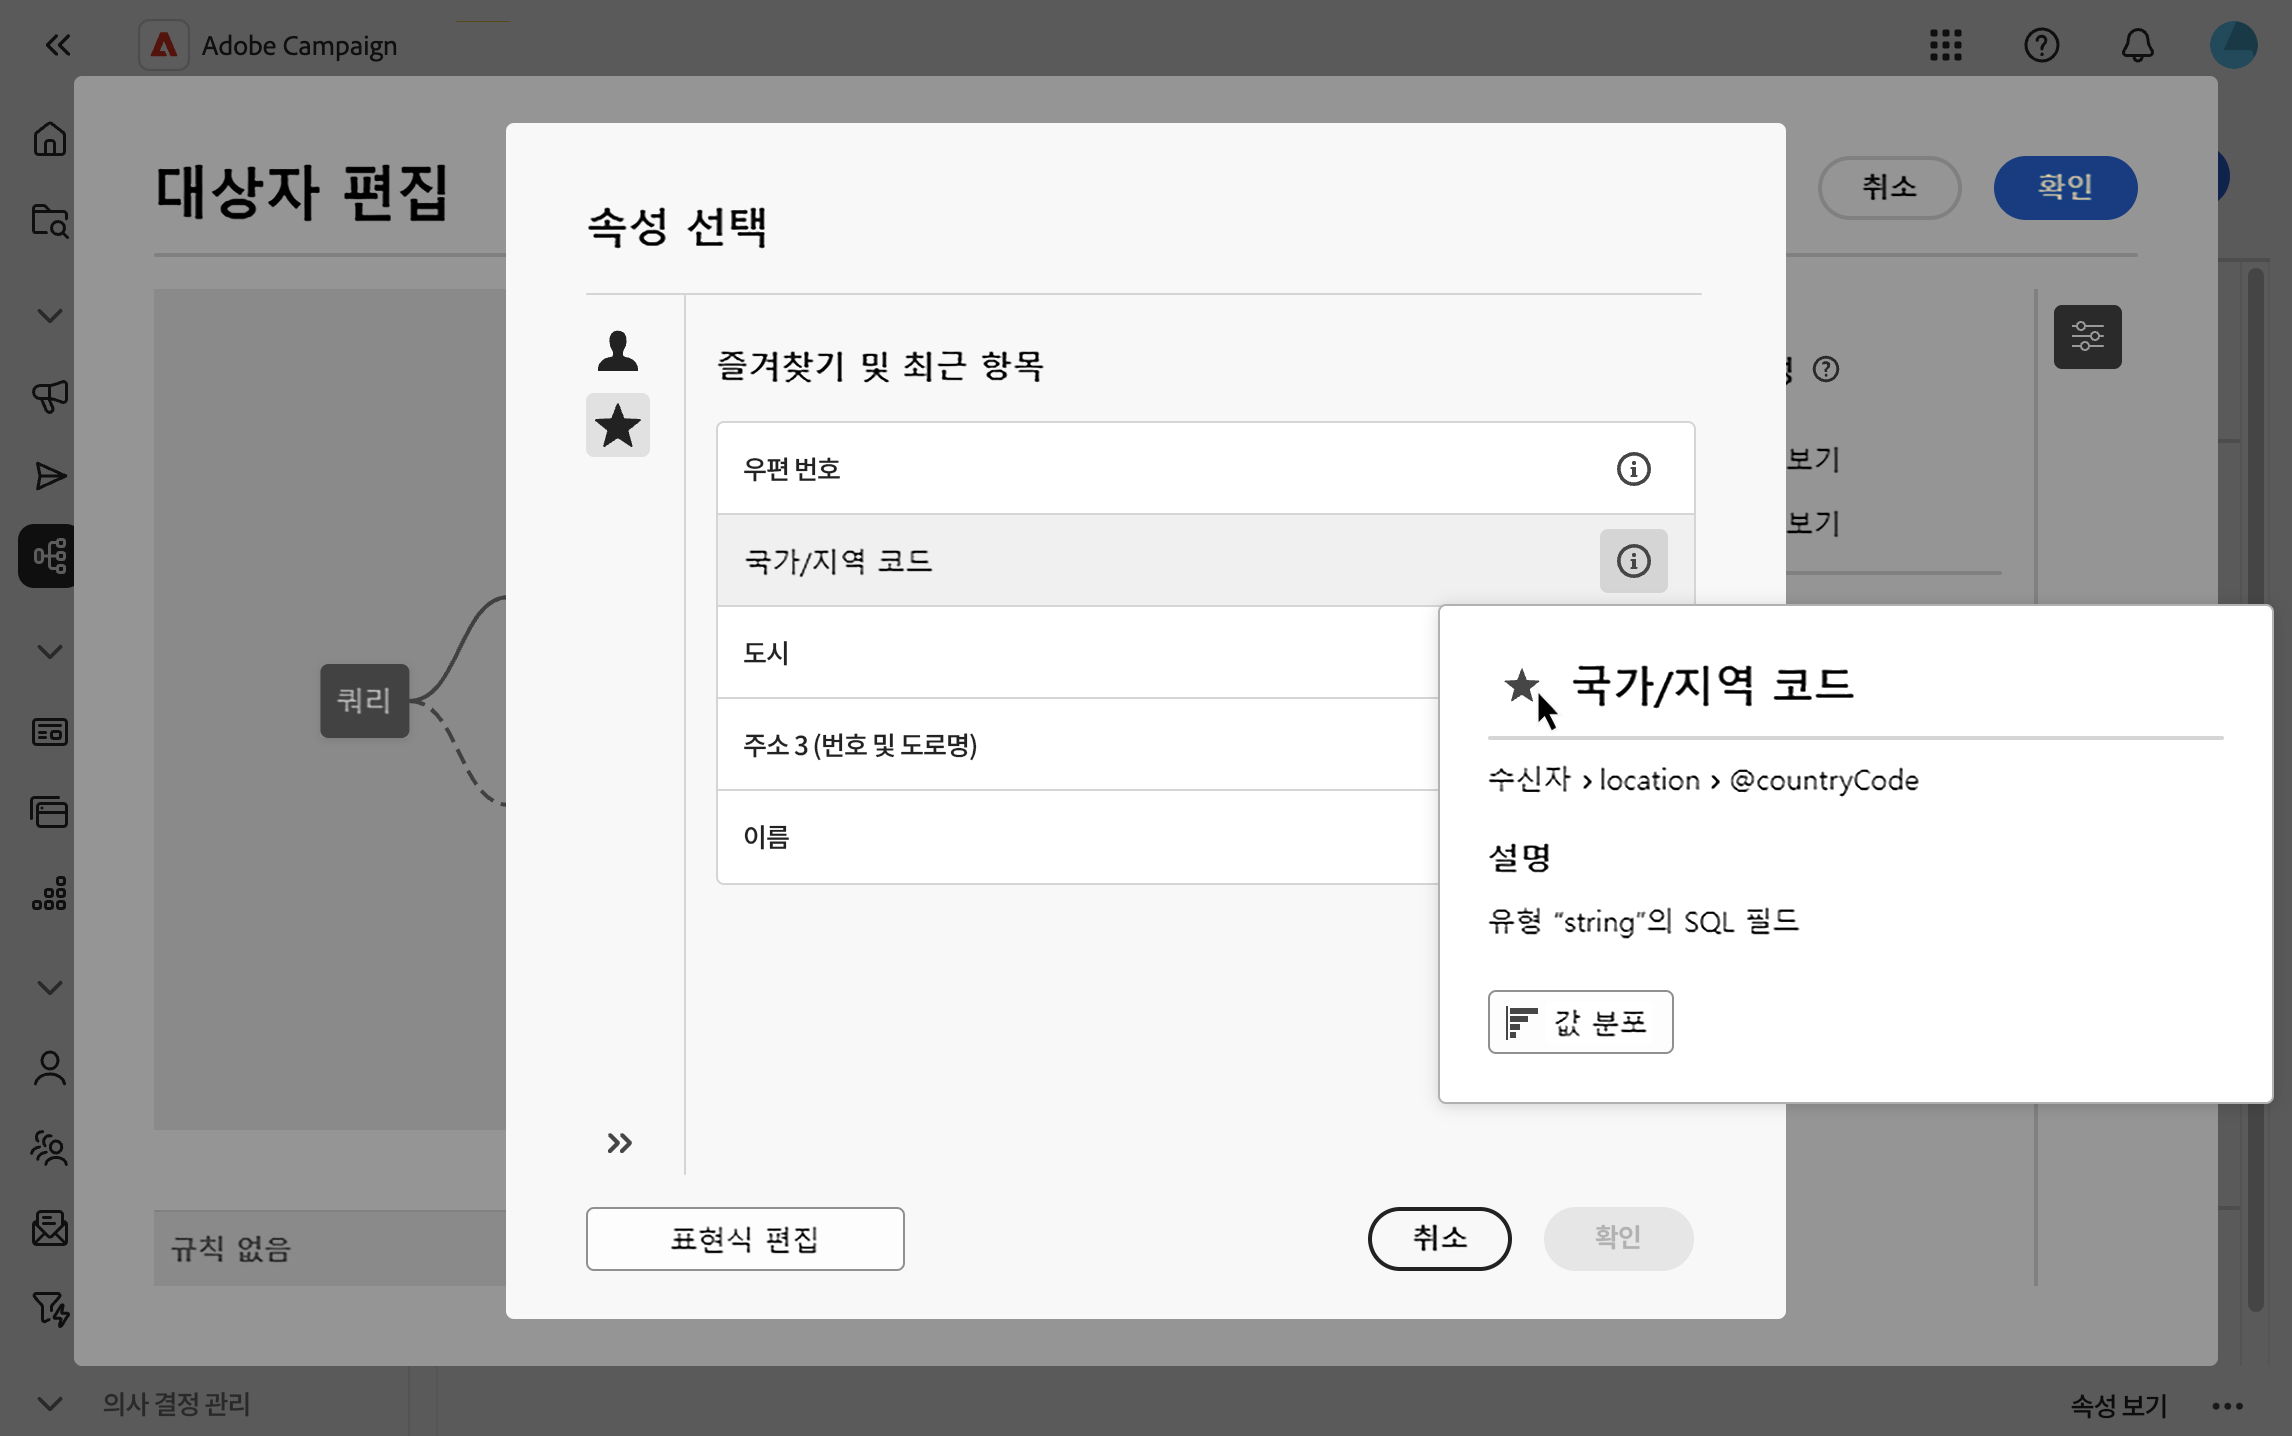 Adobe Campaign
대상자 편집
취소
확인
속성 선택
즐겨찾기 및 최근 항목
우편 번호
국가/지역 코드
도시
주소 3 (번호 및 도로명)
이름
보기
보기
쿼리
국가/지역 코드
수신자 › location › @countryCode
설명
유형 “string”의 SQL 필드
값 분포
규칙 없음
표현식 편집
취소
확인
의사 결정 관리
속성 보기